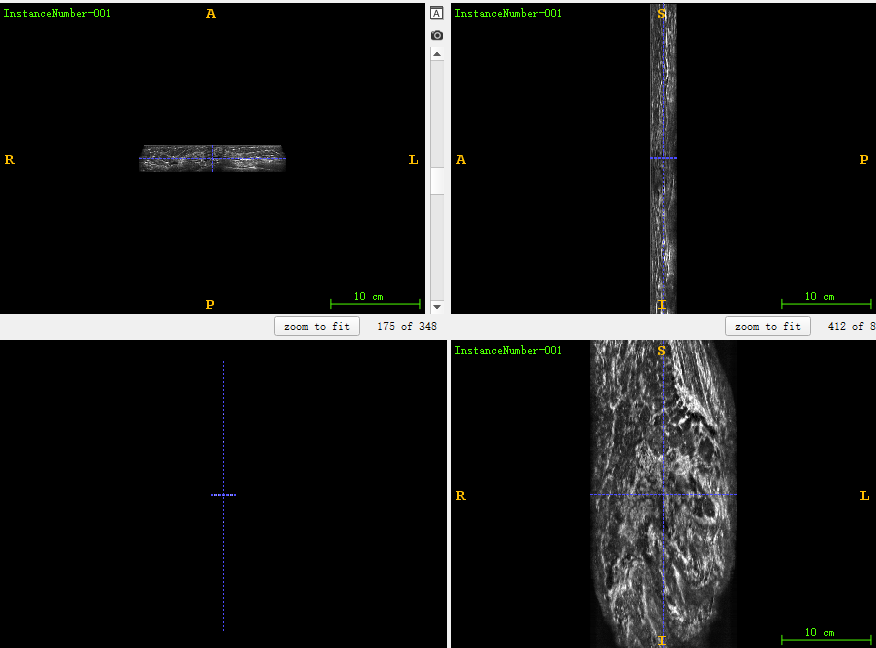 InstanceNumber-001
A
A
R
L
10 cm
P
zoom to fit
175 of 348
InstanceNumber-001
S
A
P
10 cm
I
zoom to fit
412 of 8
InstanceNumber-001
S
R
L
10 cm
I